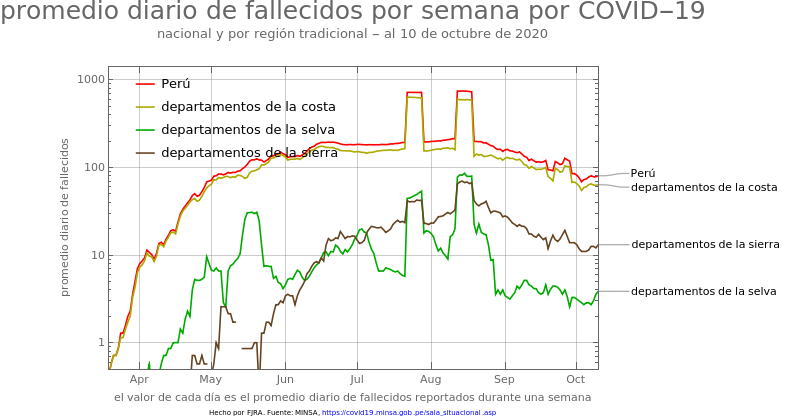 promedio diario de fallecidos por semana por COVID‒19
nacional y por región tradicional ‒ al 10 de octubre de 2020
promedio diario de fallecidos
1000
100
10
1
Perú
departamentos de la costa
departamentos de la selva
departamentos de la sierra
Perú
departamentos de la costa
departamentos de la sierra
departamentos de la selva
Apr May Jun Jul Aug Sep Oct
el valor de cada día es el promedio diario de fallecidos reportados durante una semana
Hecho por FJRA. Fuente: MINSA, https://covid19.minsa.gob.pe/sala_situacional.asp